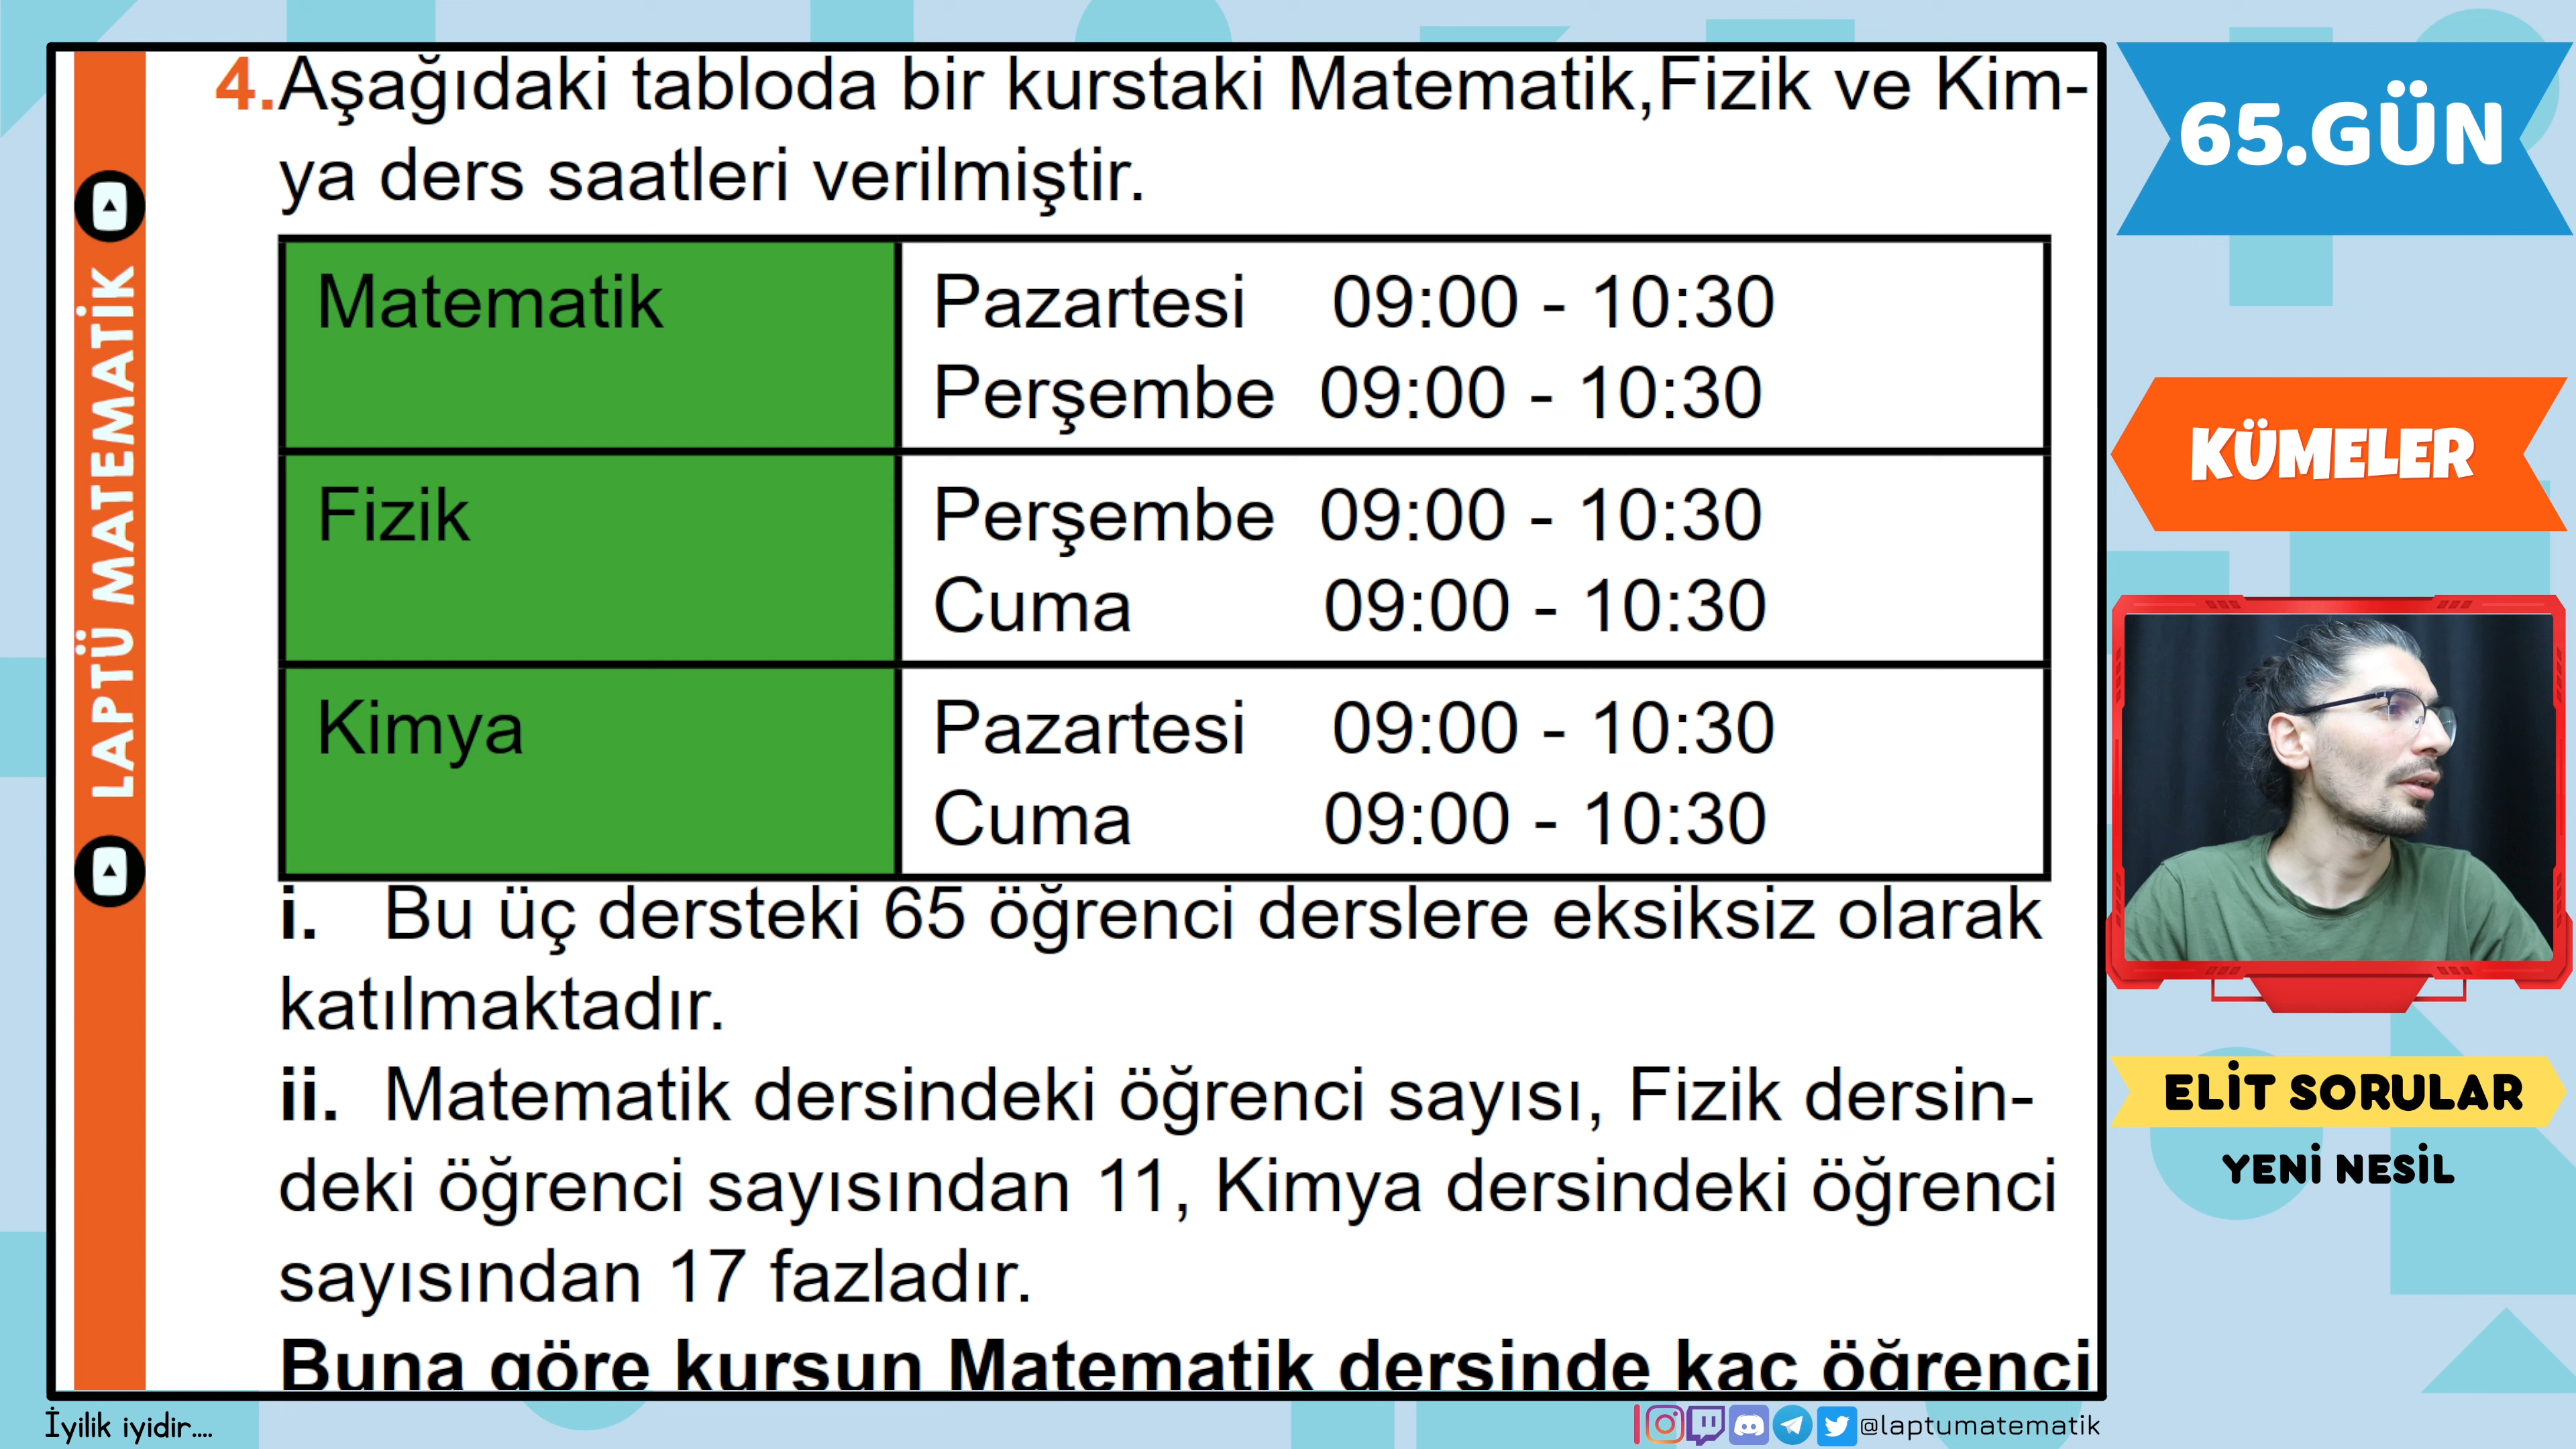 4.Aşağıdaki tabloda bir kurstaki Matematik,Fizik ve Kim-
ya ders saatleri verilmiştir.
Matematik
Pazartesi 09:00 - 10:30
Perşembe 09:00 - 10:30
Fizik
Perşembe 09:00 - 10:30
Cuma 09:00 - 10:30
Kimya
Pazartesi 09:00 - 10:30
Cuma 09:00 - 10:30
i. Bu üç dersteki 65 öğrenci derslere eksiksiz olarak
katılmaktadır.
ii. Matematik dersindeki öğrenci sayısı, Fizik dersin-
deki öğrenci sayısından 11, Kimya dersindeki öğrenci
sayısından 17 fazladır.
Buna göre kursun Matematik dersinde kaç öğrenci
LAPTÜ MATEMATİK
65.GÜN
KÜMELER
ELİT SORULAR
YENİ NESİL
İyilik iyidir....
@laptumatematik